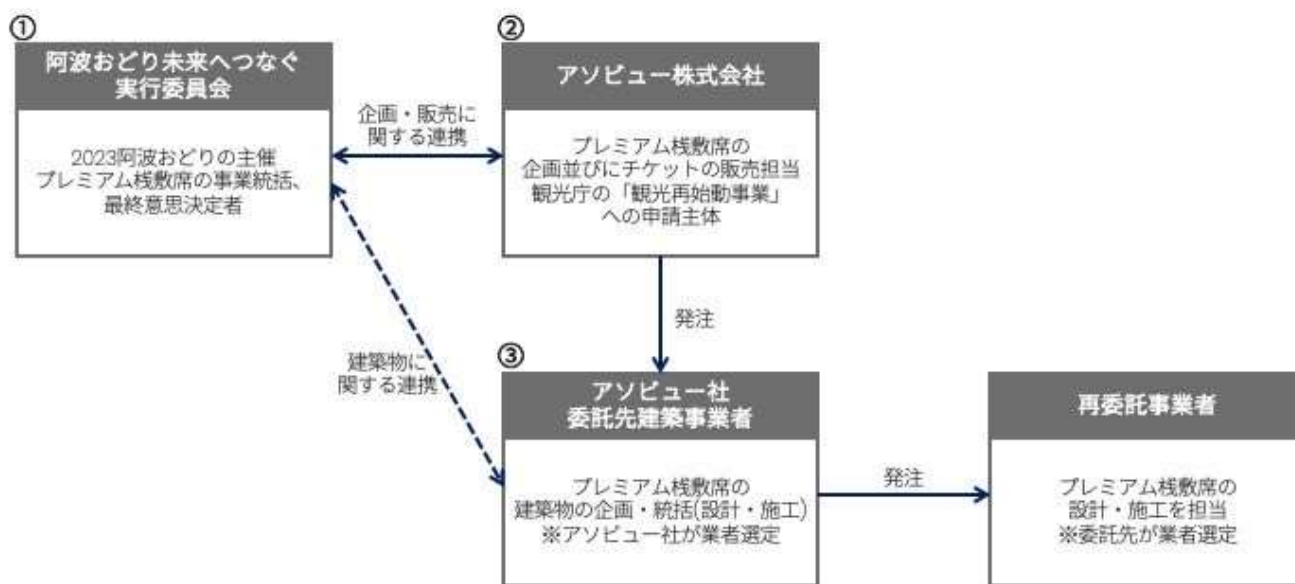 ①
阿波おどり未来へつなぐ
実行委員会
2023阿波おどりの主催
プレミアム桟敷席の事業統括、
最終意思決定者
企画・販売に
関する連携
②
アソビュー株式会社
プレミアム桟敷席の
企画並びにチケットの販売担当
観光庁の「観光再始動事業」
への申請主体
発注
建築物に
関する連携
③
アソビュー社
委託先建築事業者
プレミアム桟敷席の
建築物の企画・統括(設計・施工)
※アソビュー社が業者選定
発注
再委託事業者
プレミアム桟敷席の
設計・施工を担当
※委託先が業者選定